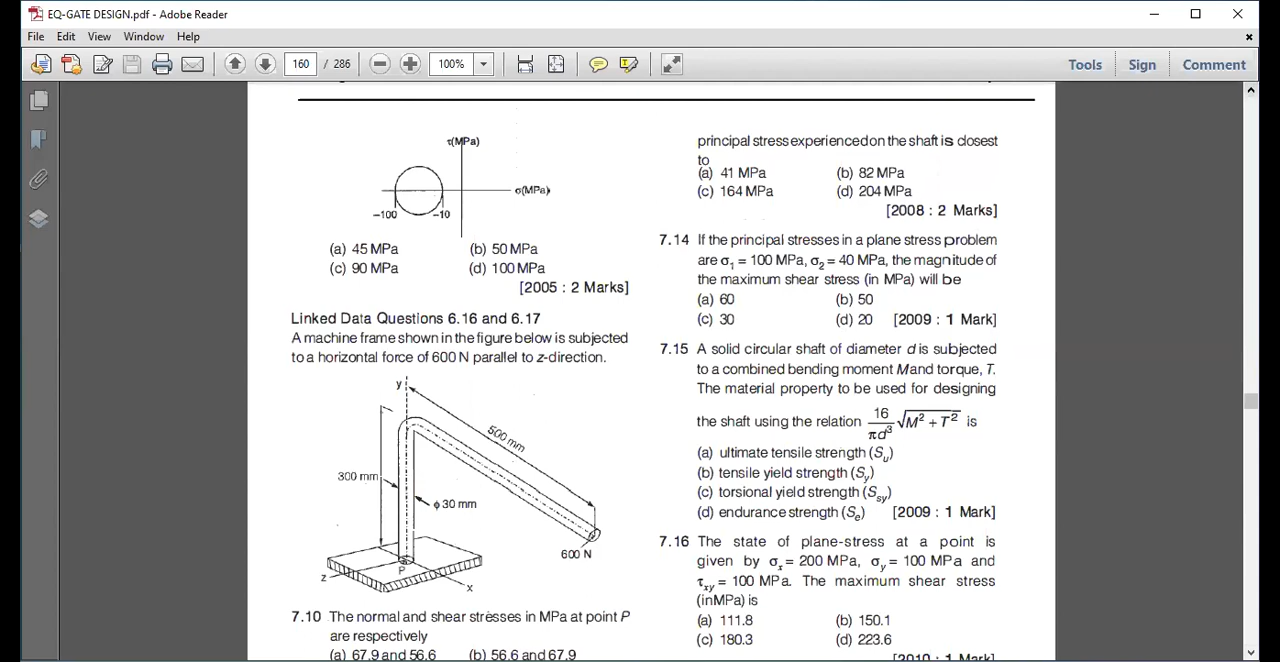 EQ-GATE DESIGN.pdf - Adobe Reader
File Edit View Window Help
160 / 286 100% Tools Sign Comment
τ(MPa)
σ(MPa)
−100 −10
(a) 45 MPa (b) 50 MPa
(c) 90 MPa (d) 100 MPa
[2005 : 2 Marks]
Linked Data Questions 6.16 and 6.17
A machine frame shown in the figure below is subjected
to a horizontal force of 600 N parallel to z-direction.
y
500 mm
300 mm
ϕ 30 mm
600 N
P
z
x
7.10 The normal and shear stresses in MPa at point P
are respectively
(a) 67.9 and 56.6 (b) 56.6 and 67.9
principal stress experienced on the shaft is closest
to
(a) 41 MPa (b) 82 MPa
(c) 164 MPa (d) 204 MPa
[2008 : 2 Marks]
7.14 If the principal stresses in a plane stress problem
are σ1 = 100 MPa, σ2 = 40 MPa, the magnitude of
the maximum shear stress (in MPa) will be
(a) 60 (b) 50
(c) 30 (d) 20 [2009 : 1 Mark]
7.15 A solid circular shaft of diameter d is subjected
to a combined bending moment M and torque, T.
The material property to be used for designing
the shaft using the relation 16/πd³ √M² + T² is
(a) ultimate tensile strength (Su)
(b) tensile yield strength (Sy)
(c) torsional yield strength (Ssy)
(d) endurance strength (Se) [2009 : 1 Mark]
7.16 The state of plane-stress at a point is
given by σx = 200 MPa, σy = 100 MPa and
τxy = 100 MPa. The maximum shear stress
(inMPa) is
(a) 111.8 (b) 150.1
(c) 180.3 (d) 223.6
[2010 : 1 Mark]